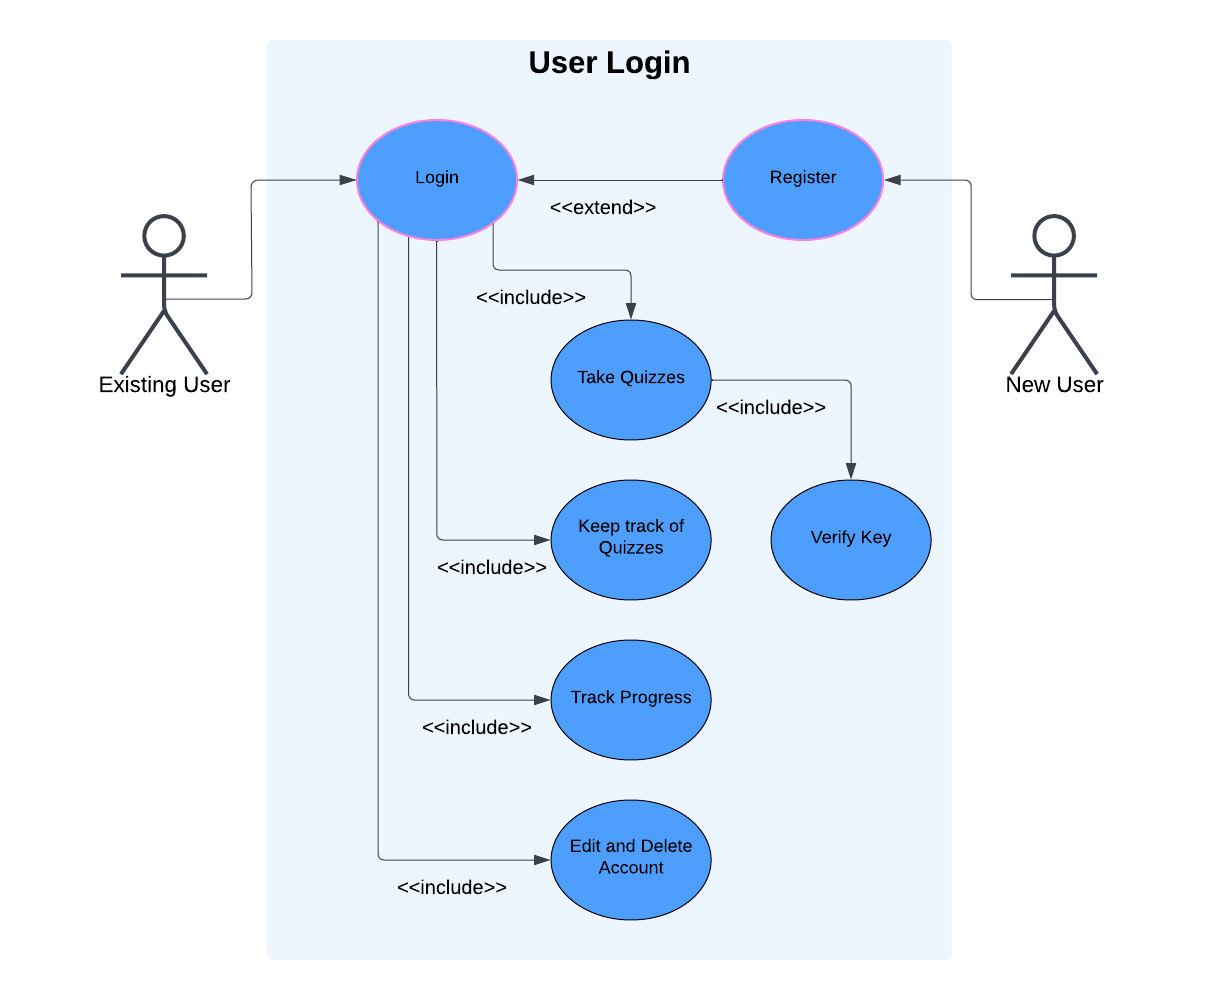 User Login
Login
Register
<<extend>>
<<include>>
Existing User
Take Quizzes
New User
<<include>>
Keep track of
Quizzes
Verify Key
<<include>>
Track Progress
<<include>>
Edit and Delete
Account
<<include>>